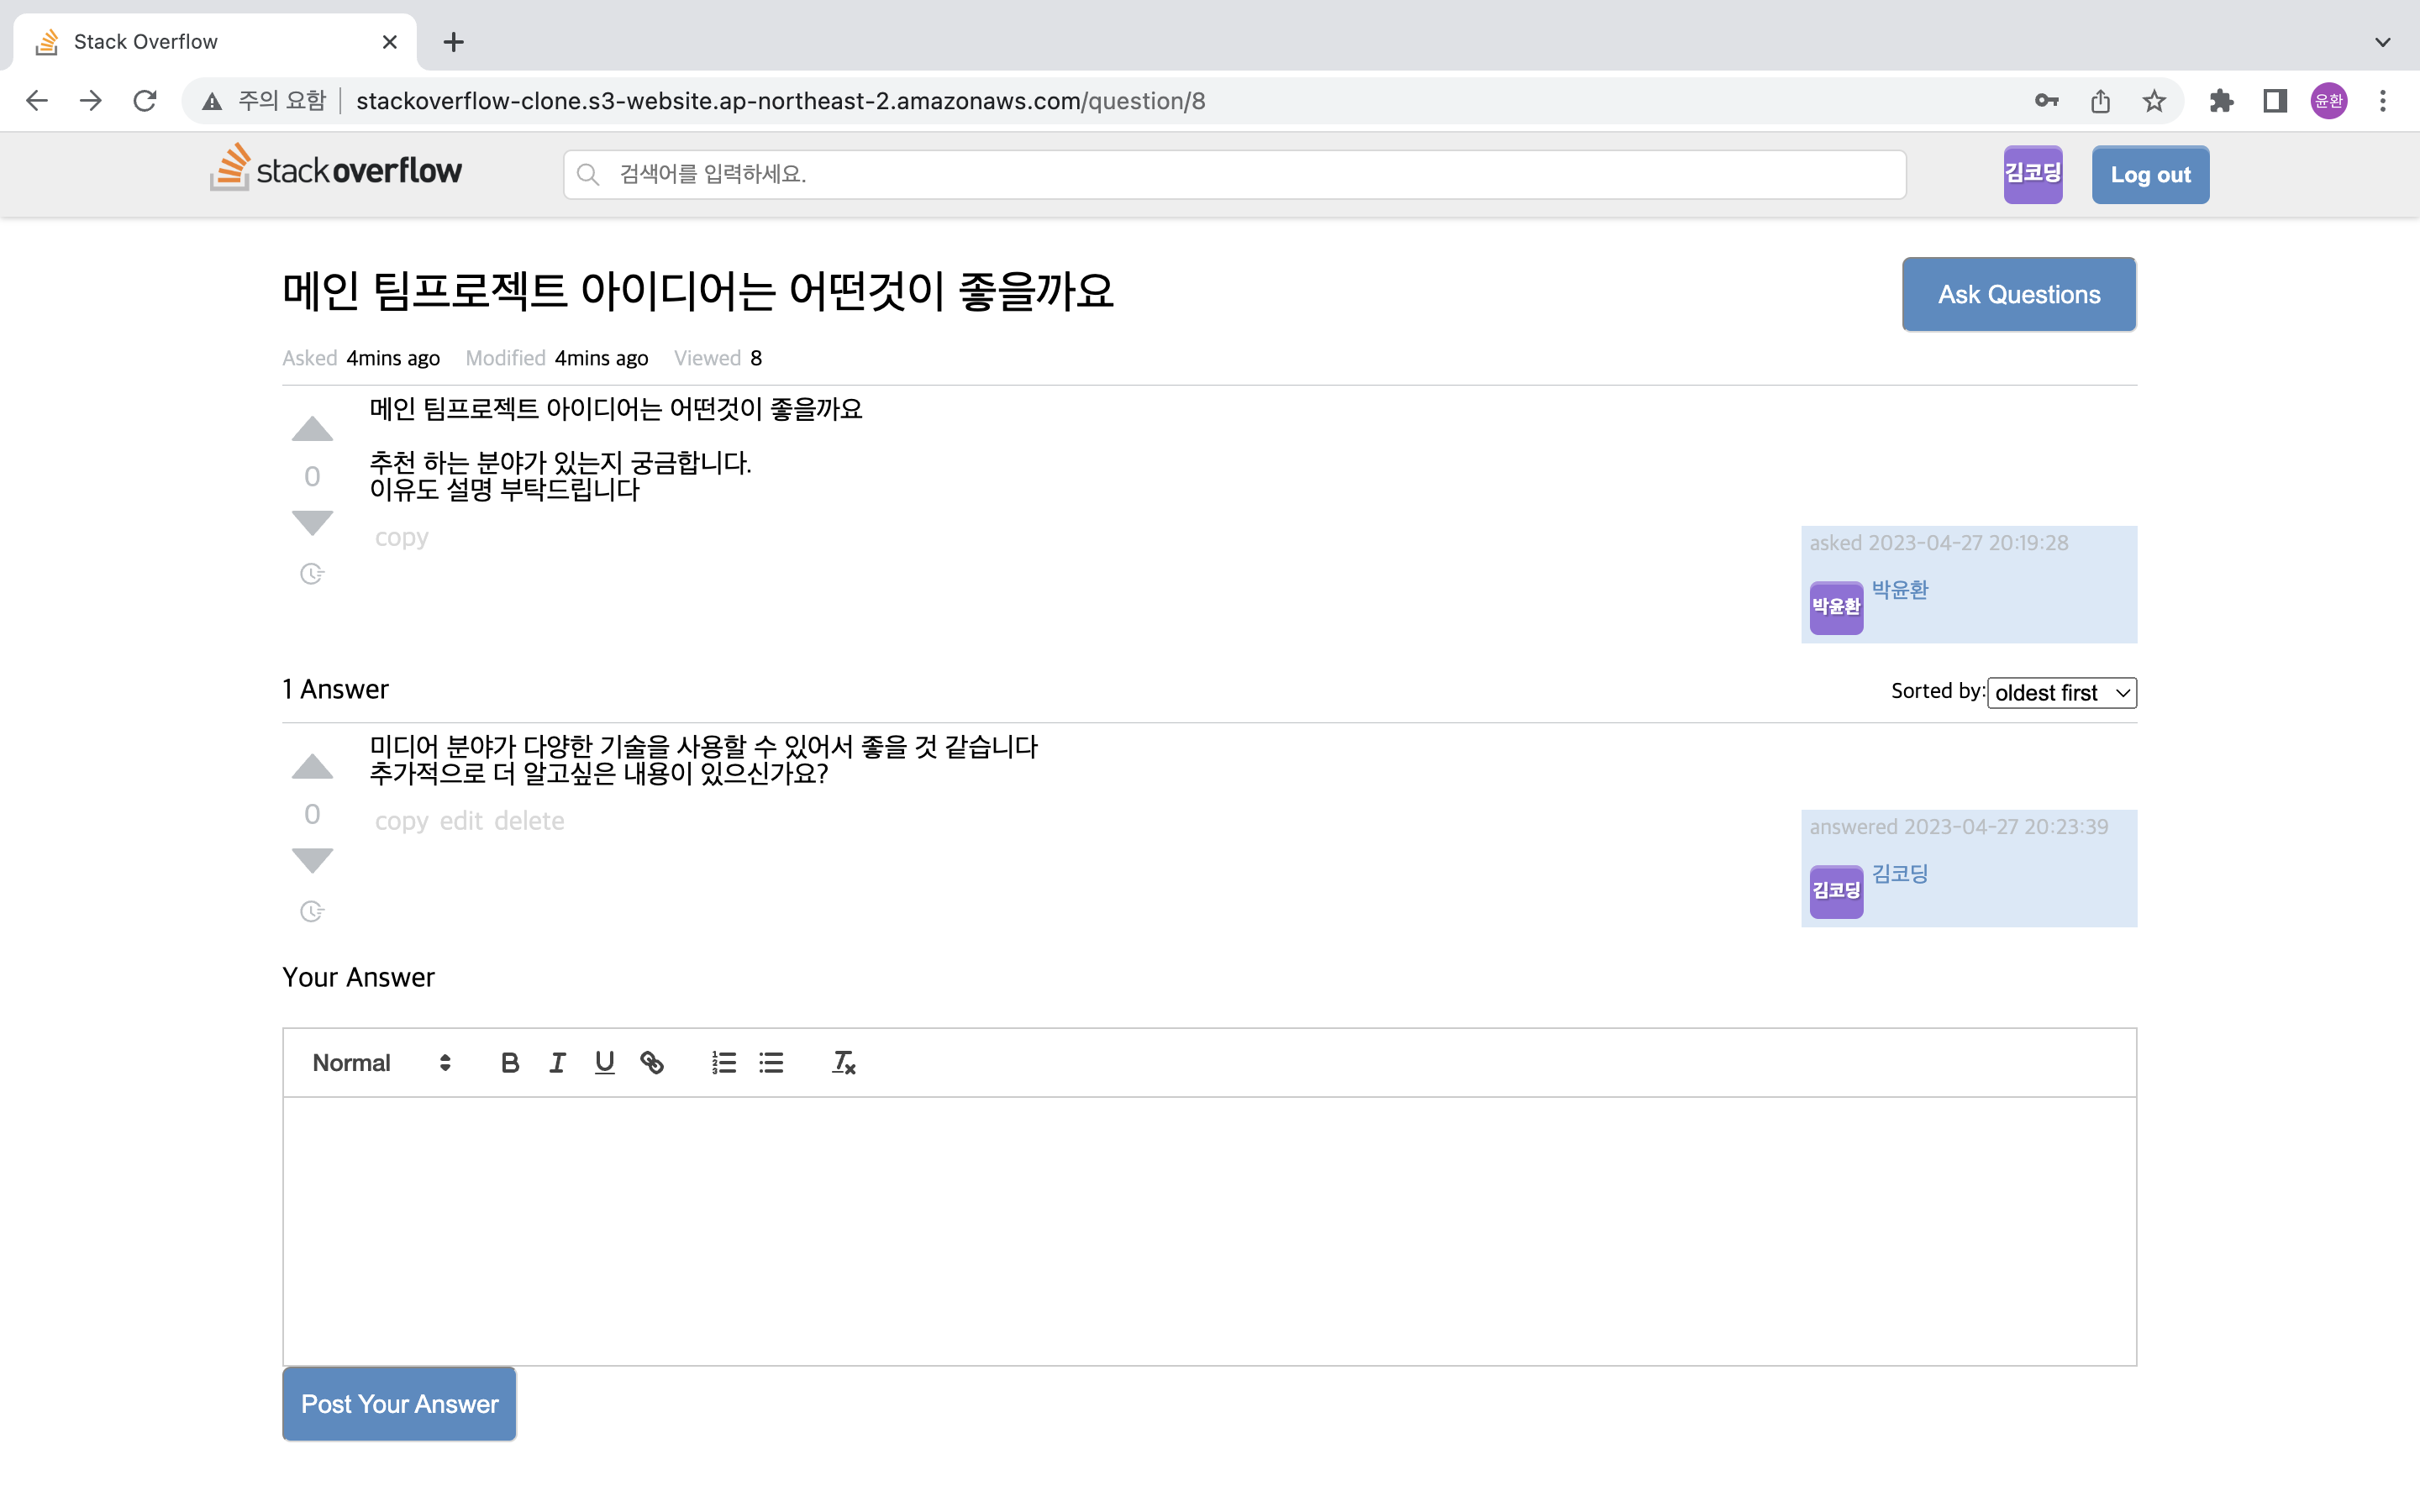 Stack Overflow
주의 요함 stackoverflow-clone.s3-website.ap-northeast-2.amazonaws.com/question/8
윤환
stackoverflow
검색어를 입력하세요.
김코딩
Log out
메인 팀프로젝트 아이디어는 어떤것이 좋을까요
Ask Questions
Asked 4mins ago Modified 4mins ago Viewed 8
메인 팀프로젝트 아이디어는 어떤것이 좋을까요
0
추천 하는 분야가 있는지 궁금합니다.
이유도 설명 부탁드립니다
copy
asked 2023-04-27 20:19:28
박윤환 박윤환
1 Answer
Sorted by: oldest first
미디어 분야가 다양한 기술을 사용할 수 있어서 좋을 것 같습니다
추가적으로 더 알고싶은 내용이 있으신가요?
0
copy edit delete
answered 2023-04-27 20:23:39
김코딩 김코딩
Your Answer
Normal
Post Your Answer